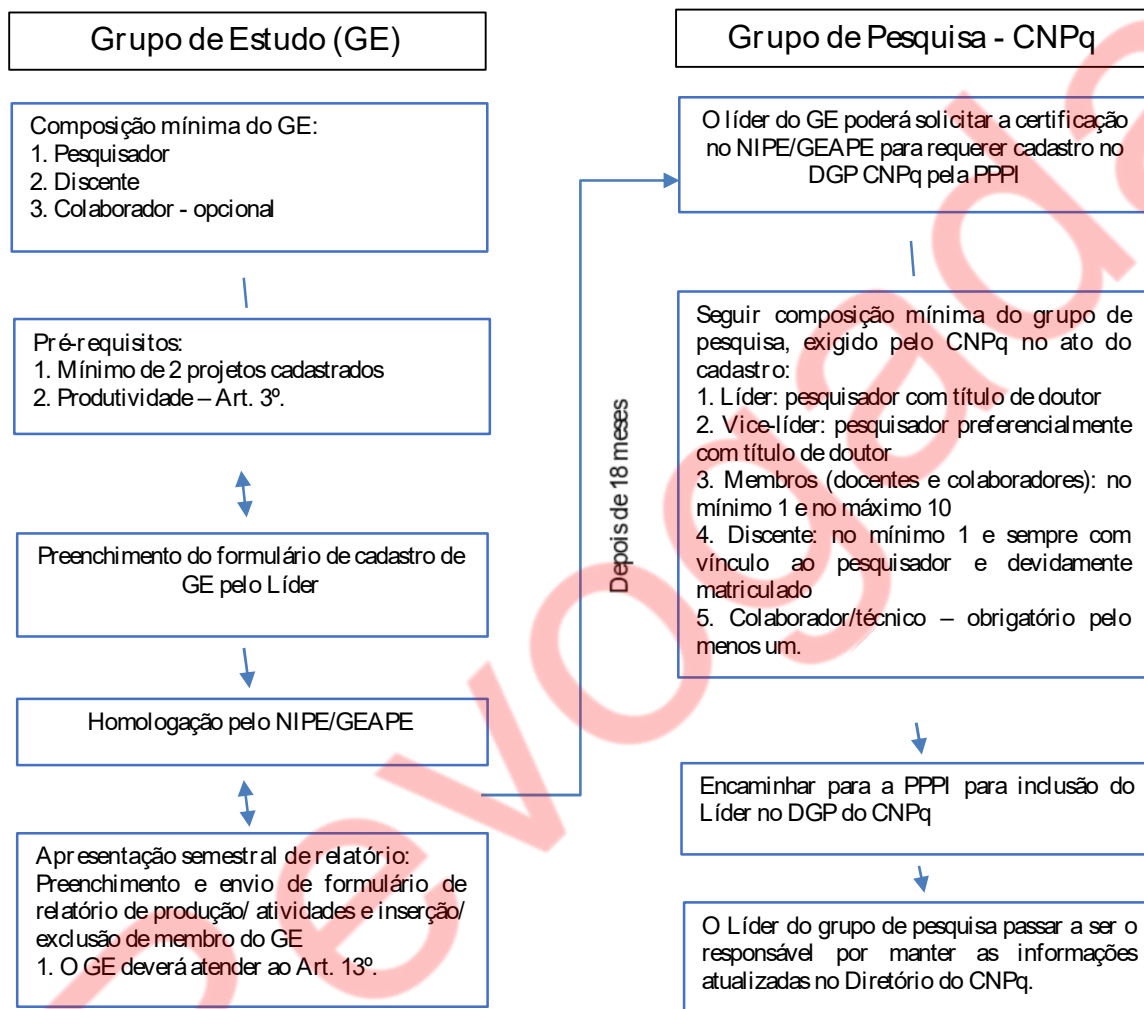 Grupo de Estudo (GE)
Composição mínima do GE:
1. Pesquisador
2. Discente
3. Colaborador - opcional
Pré-requisitos:
1. Mínimo de 2 projetos cadastrados
2. Produtividade – Art. 3º.
Preenchimento do formulário de cadastro de
GE pelo Líder
Homologação pelo NIPE/GEAPE
Apresentação semestral de relatório:
Preenchimento e envio de formulário de
relatório de produção/ atividades e inserção/
exclusão de membro do GE
1. O GE deverá atender ao Art. 13º.
Depois de 18 meses
Grupo de Pesquisa - CNPq
O líder do GE poderá solicitar a certificação
no NIPE/GEAPE para requerer cadastro no
DGP CNPq pela PPPI
Seguir composição mínima do grupo de
pesquisa, exigido pelo CNPq no ato do
cadastro:
1. Líder: pesquisador com título de doutor
2. Vice-líder: pesquisador preferencialmente
com título de doutor
3. Membros (docentes e colaboradores): no
mínimo 1 e no máximo 10
4. Discente: no mínimo 1 e sempre com
vínculo ao pesquisador e devidamente
matriculado
5. Colaborador/técnico – obrigatório pelo
menos um.
Encaminhar para a PPPI para inclusão do
Líder no DGP do CNPq
O Líder do grupo de pesquisa passar a ser o
responsável por manter as informações
atualizadas no Diretório do CNPq.
Revogada